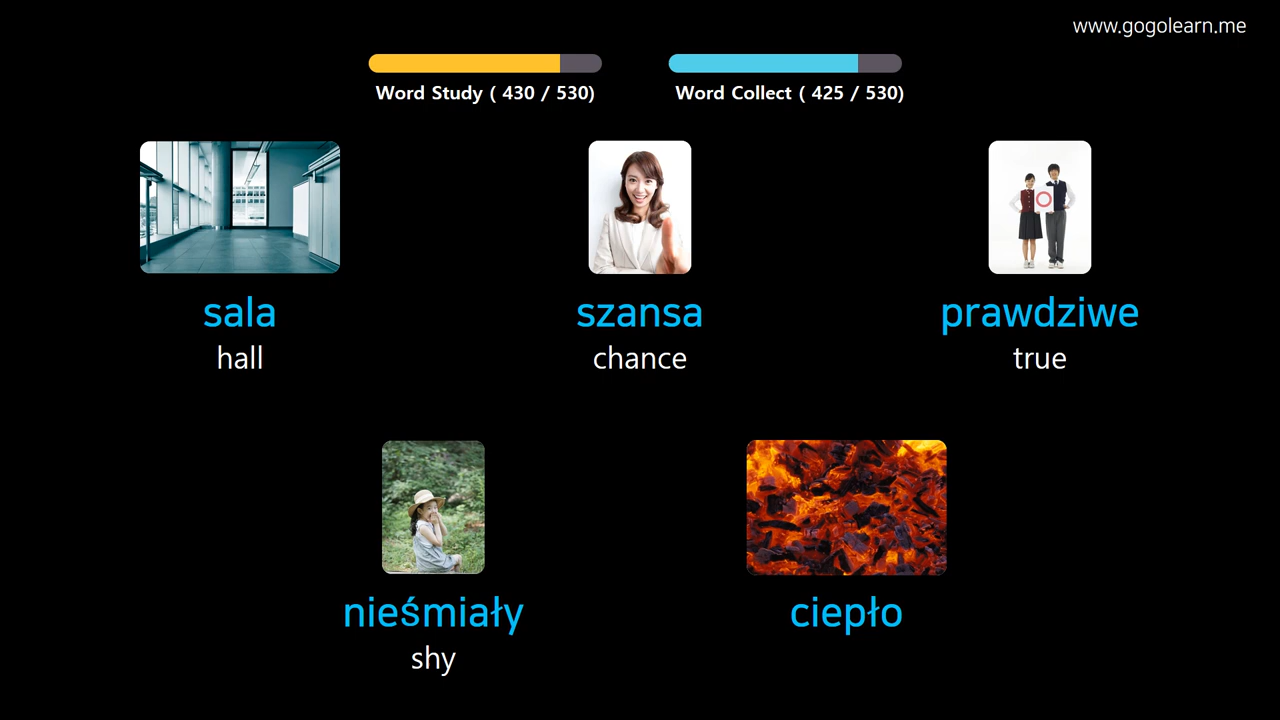 www.gogolearn.me
Word Study ( 430 / 530)
Word Collect ( 425 / 530)
sala
hall
szansa
chance
prawdziwe
true
nieśmiały
shy
ciepło